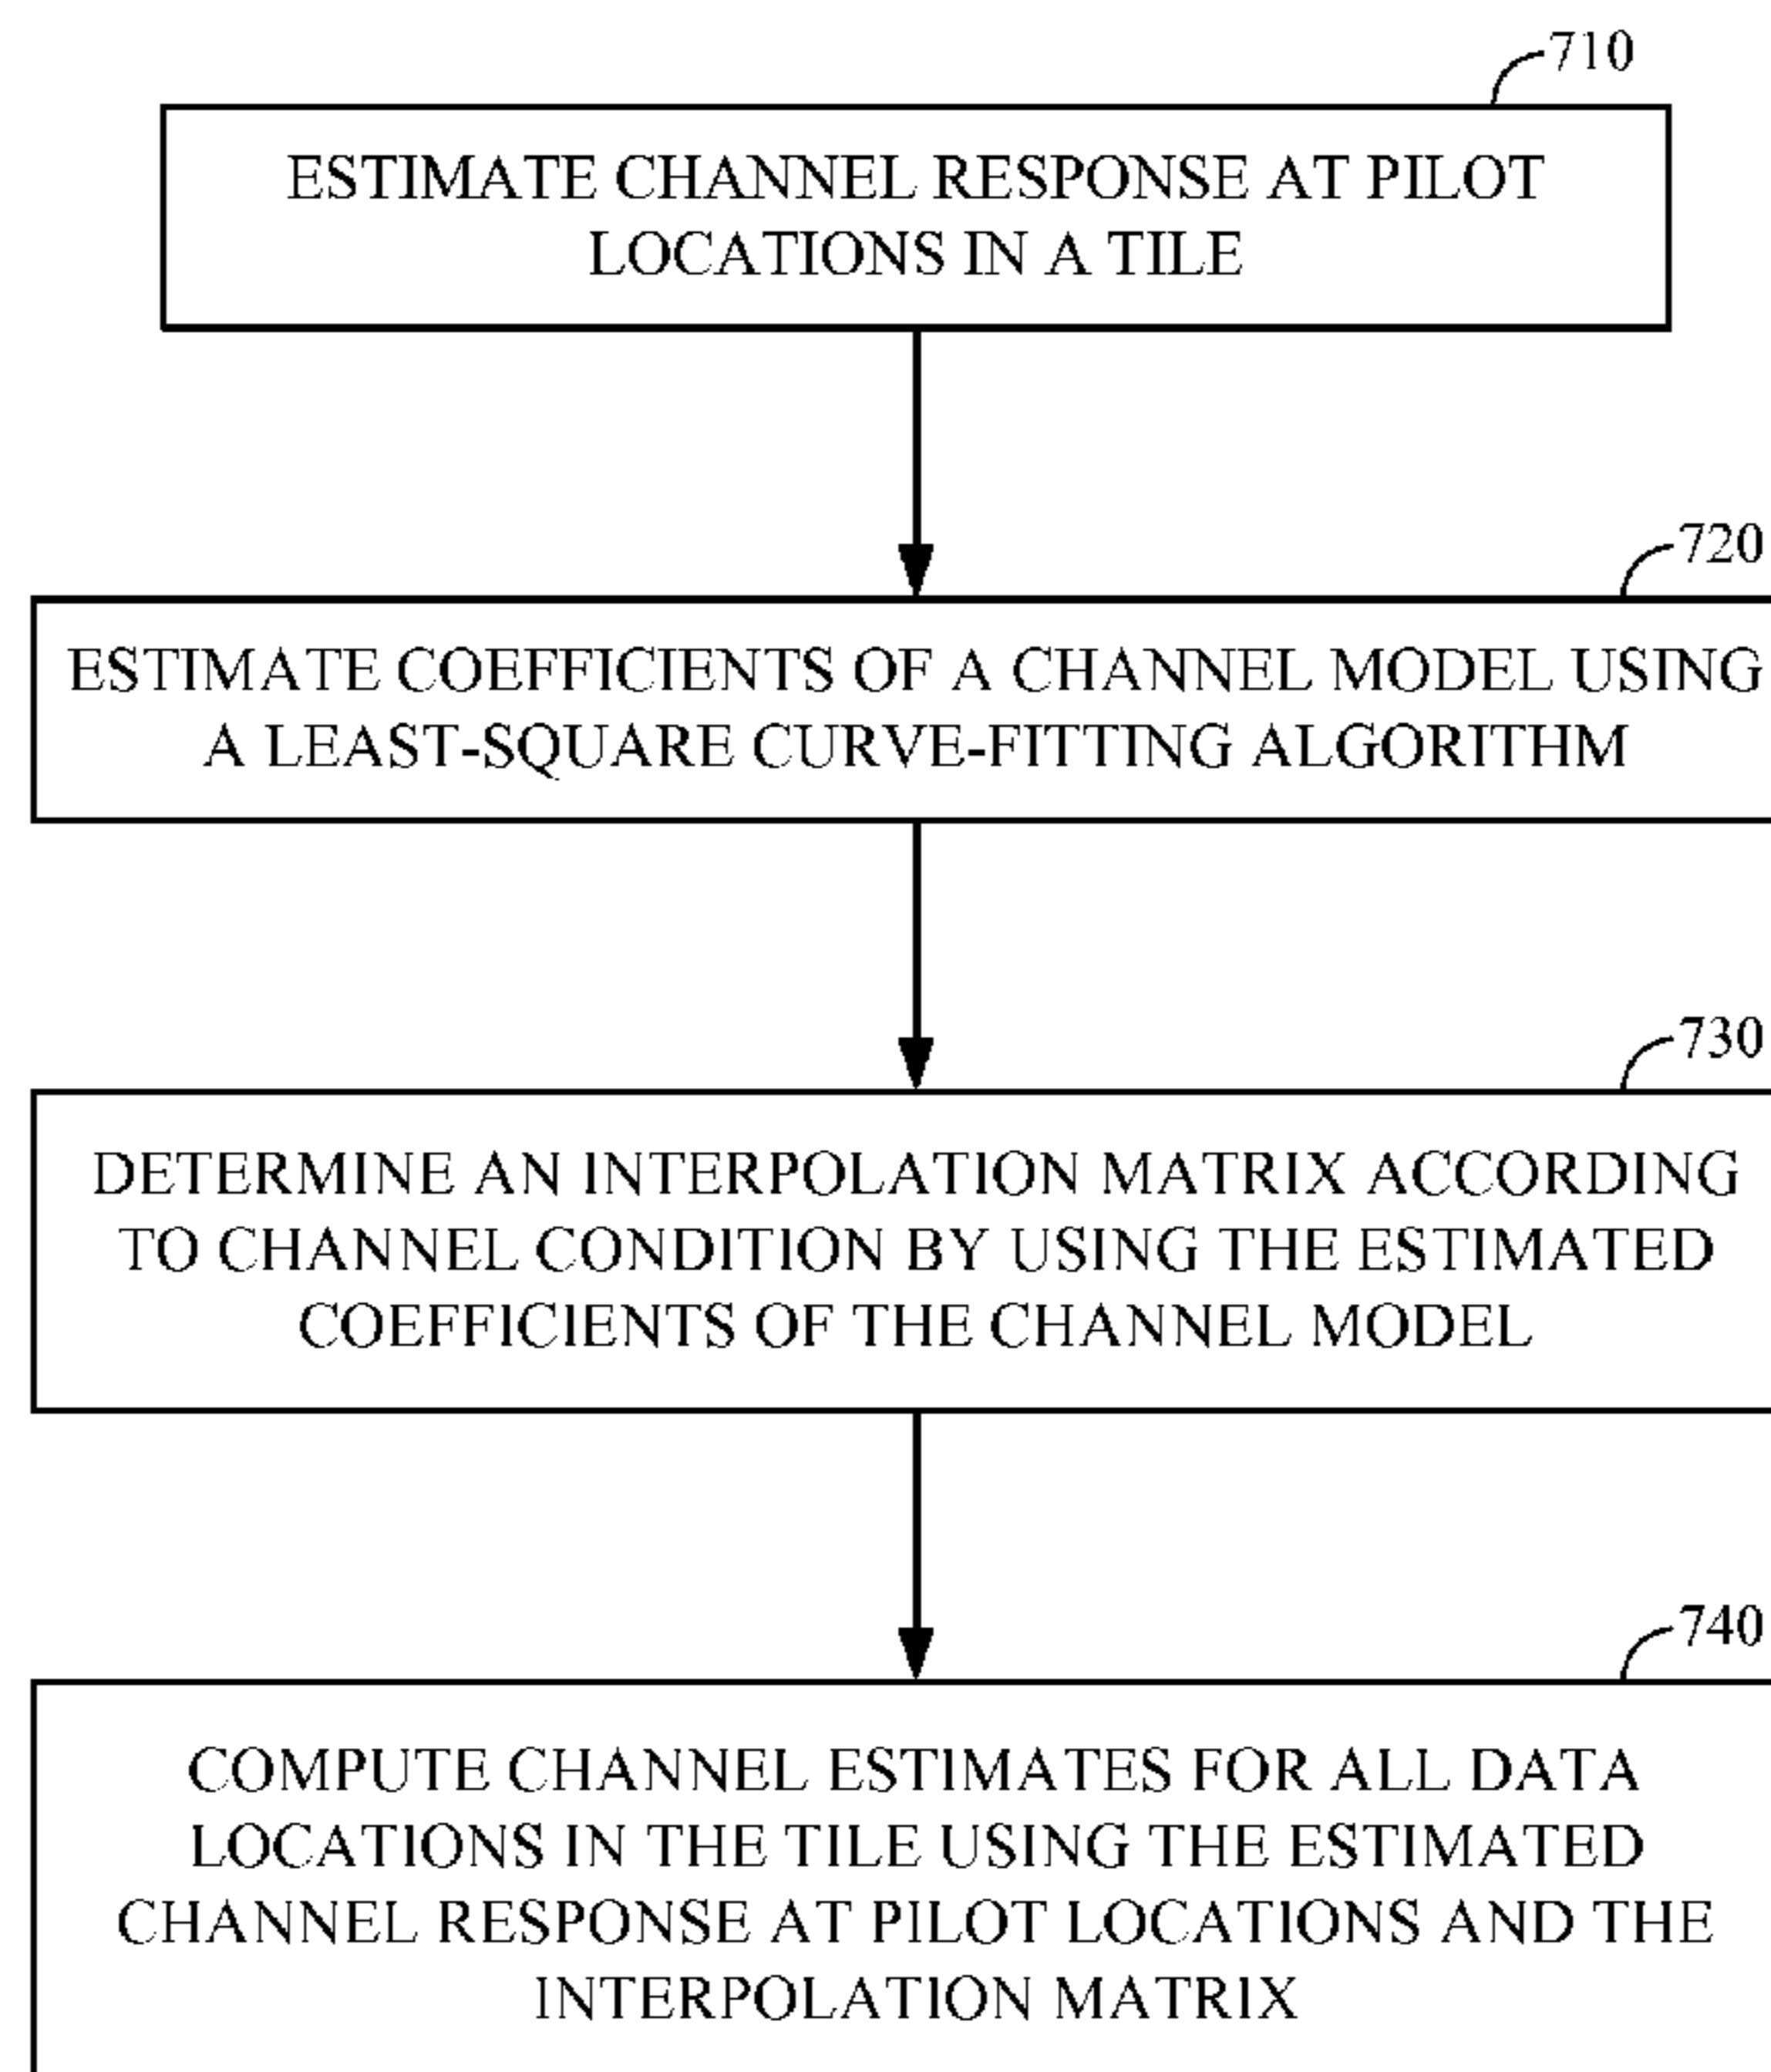 710
ESTIMATE CHANNEL RESPONSE AT PILOT
LOCATIONS IN A TILE
720
ESTIMATE COEFFICIENTS OF A CHANNEL MODEL USING
A LEAST-SQUARE CURVE-FITTING ALGORITHM
730
DETERMINE AN INTERPOLATION MATRIX ACCORDING
TO CHANNEL CONDITION BY USING THE ESTIMATED
COEFFICIENTS OF THE CHANNEL MODEL
740
COMPUTE CHANNEL ESTIMATES FOR ALL DATA
LOCATIONS IN THE TILE USING THE ESTIMATED
CHANNEL RESPONSE AT PILOT LOCATIONS AND THE
INTERPOLATION MATRIX